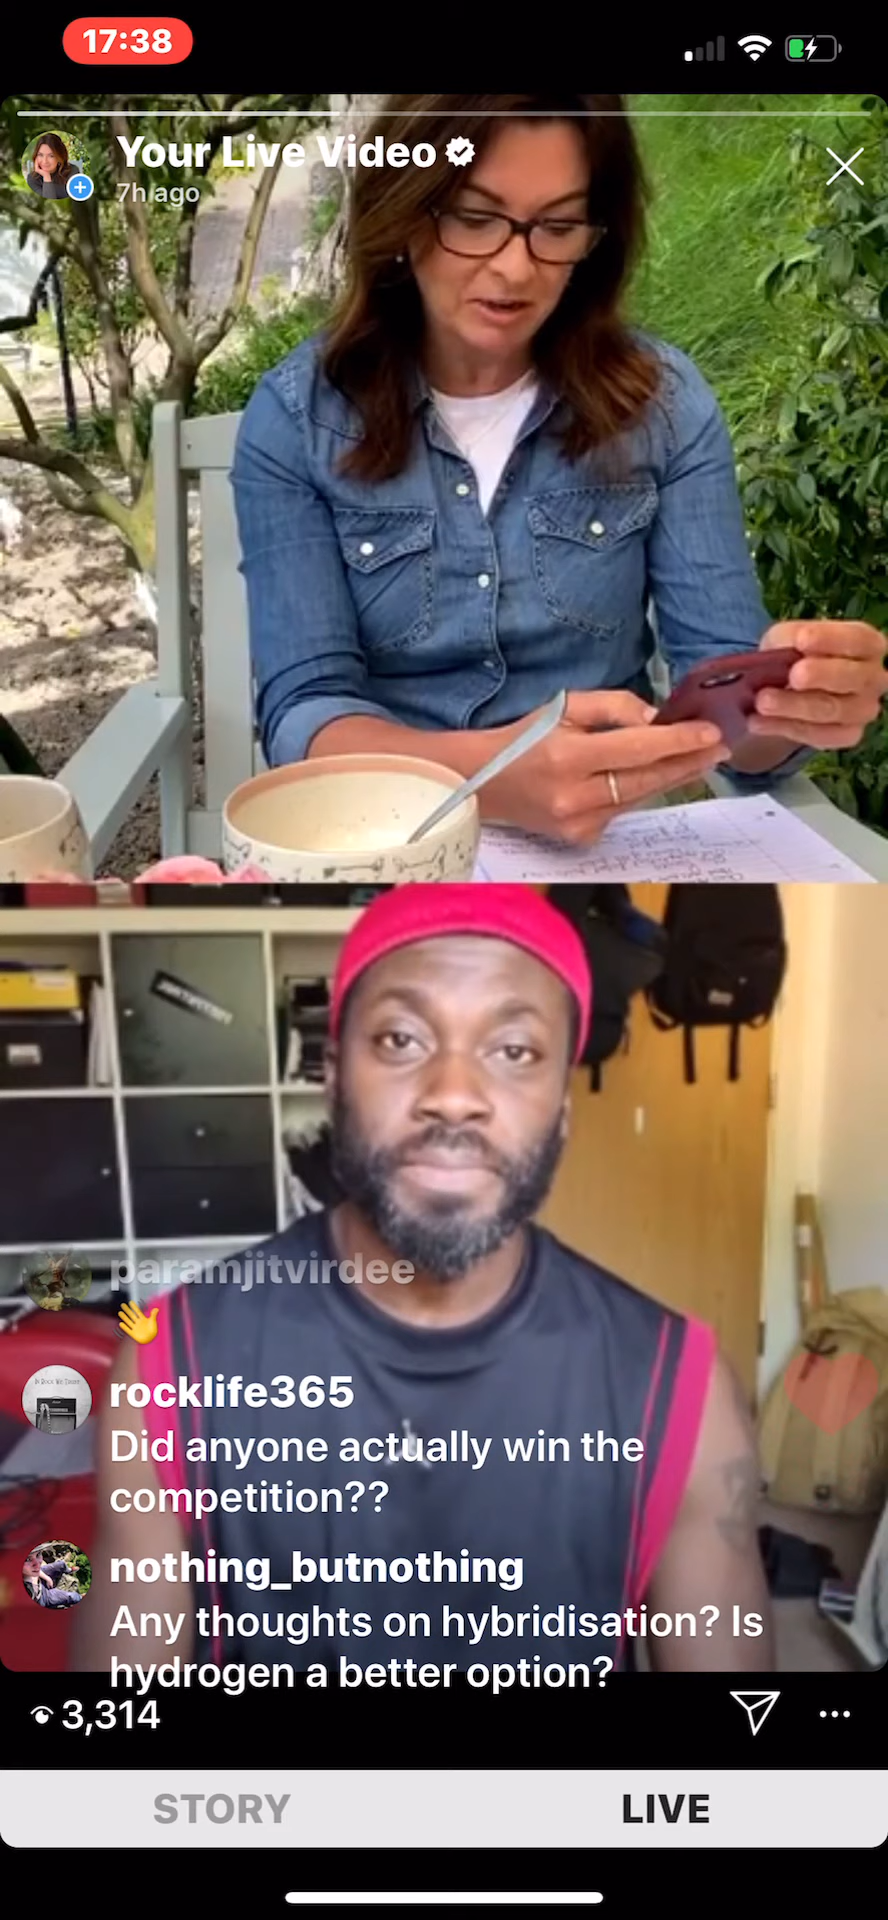 17:38
Your Live Video
7h ago
paramjitvirdee
👋
rocklife365
Did anyone actually win the
competition??
nothing_butnothing
Any thoughts on hybridisation? Is
hydrogen a better option?
3,314
STORY
LIVE